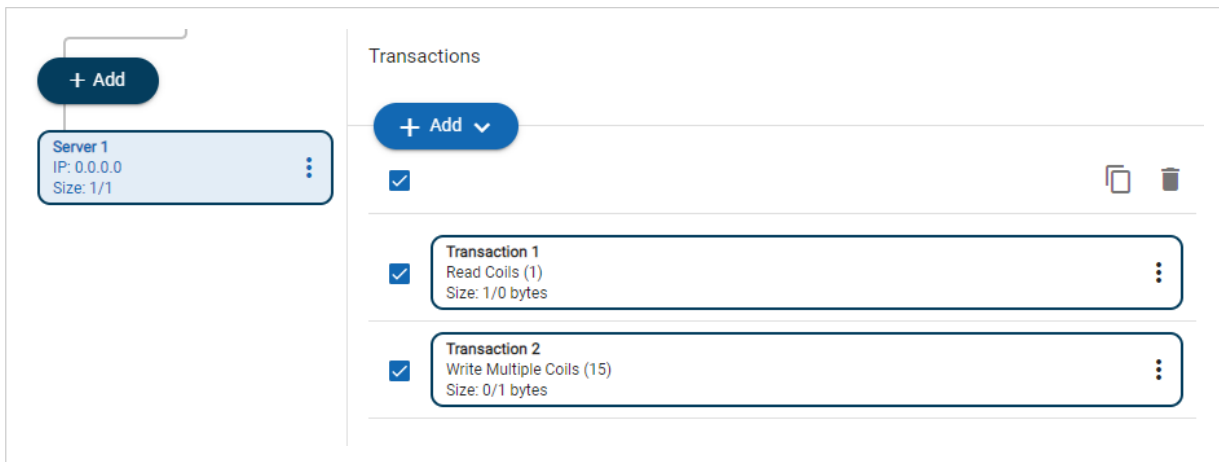 + Add
Server 1
IP: 0.0.0.0
Size: 1/1
Transactions
+ Add
Transaction 1
Read Coils (1)
Size: 1/0 bytes
Transaction 2
Write Multiple Coils (15)
Size: 0/1 bytes